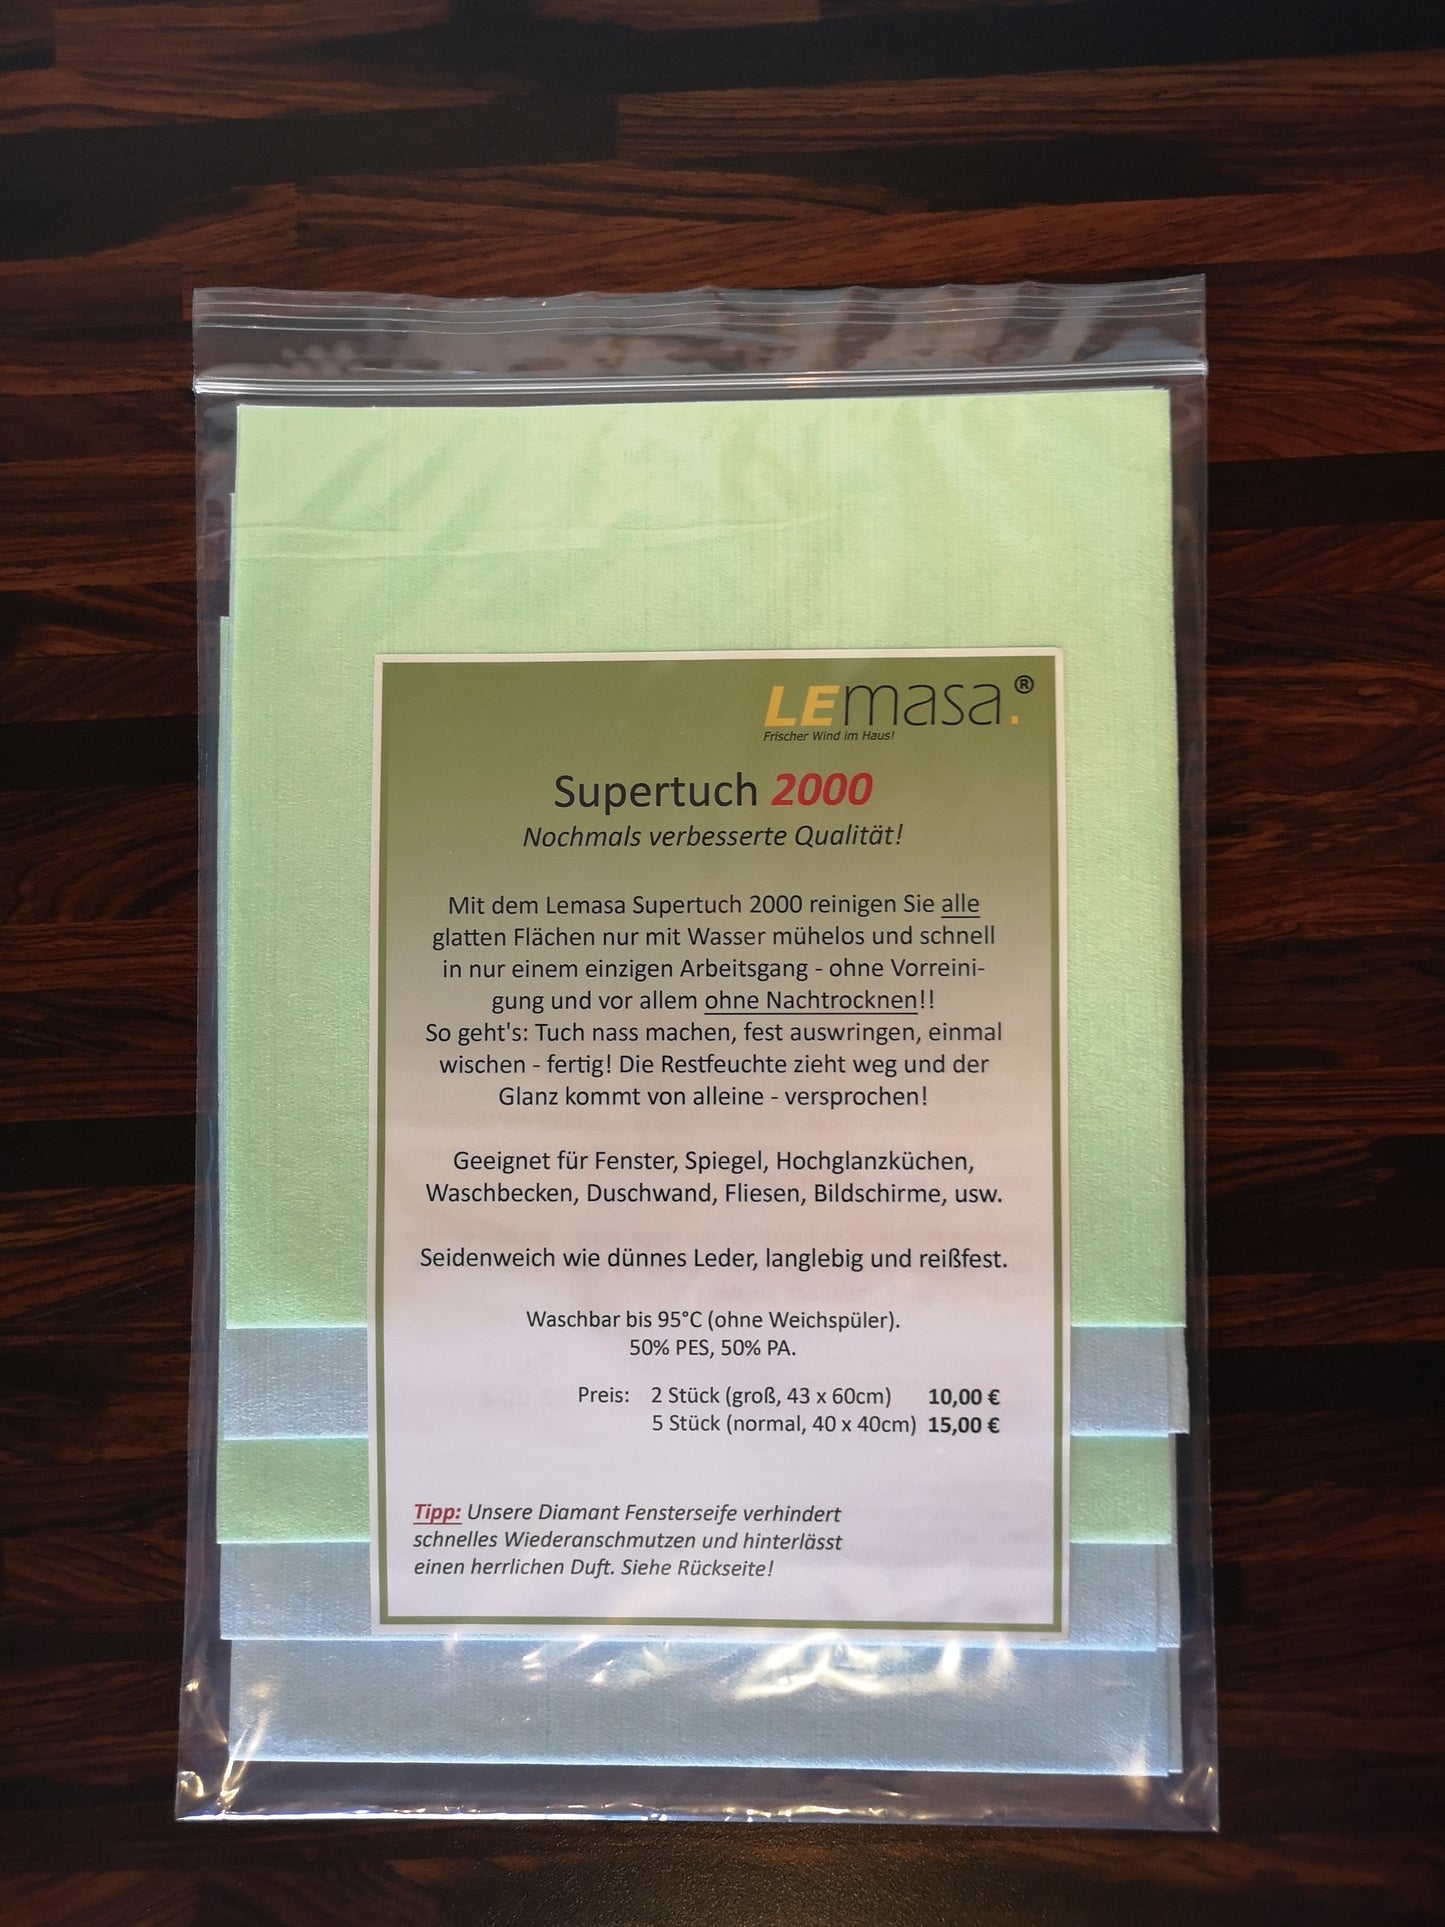 LEmasa.®
Frischer Wind im Haus!
Supertuch 2000
Nochmals verbesserte Qualität!
Mit dem Lemasa Supertuch 2000 reinigen Sie alle
glatten Flächen nur mit Wasser mühelos und schnell
in nur einem einzigen Arbeitsgang - ohne Vorreini-
gung und vor allem ohne Nachtrocknen!!
So geht's: Tuch nass machen, fest auswringen, einmal
wischen - fertig! Die Restfeuchte zieht weg und der
Glanz kommt von alleine - versprochen!
Geeignet für Fenster, Spiegel, Hochglanzküchen,
Waschbecken, Duschwand, Fliesen, Bildschirme, usw.
Seidenweich wie dünnes Leder, langlebig und reißfest.
Waschbar bis 95°C (ohne Weichspüler).
50% PES, 50% PA.
Preis: 2 Stück (groß, 43 x 60cm) 10,00 €
5 Stück (normal, 40 x 40cm) 15,00 €
Tipp: Unsere Diamant Fensterseife verhindert
schnelles Wiederanschmutzen und hinterlässt
einen herrlichen Duft. Siehe Rückseite!